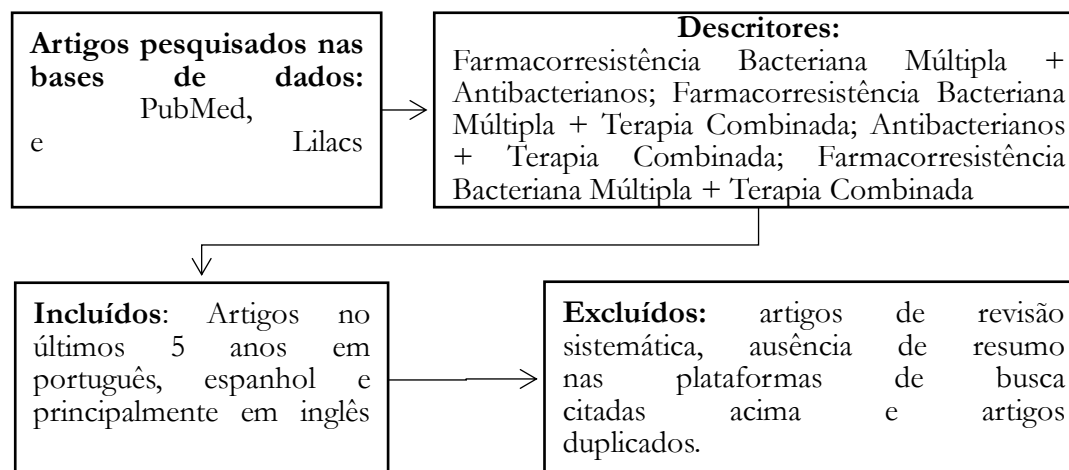 Artigos pesquisados nas
bases de dados:
PubMed,
e Lilacs
Descritores:
Farmacorresistência Bacteriana Múltipla +
Antibacterianos; Farmacorresistência Bacteriana
Múltipla + Terapia Combinada; Antibacterianos
+ Terapia Combinada; Farmacorresistência
Bacteriana Múltipla + Terapia Combinada
Incluídos: Artigos no
últimos 5 anos em
português, espanhol e
principalmente em inglês
Excluídos: artigos de revisão
sistemática, ausência de resumo
nas plataformas de busca
citadas acima e artigos
duplicados.